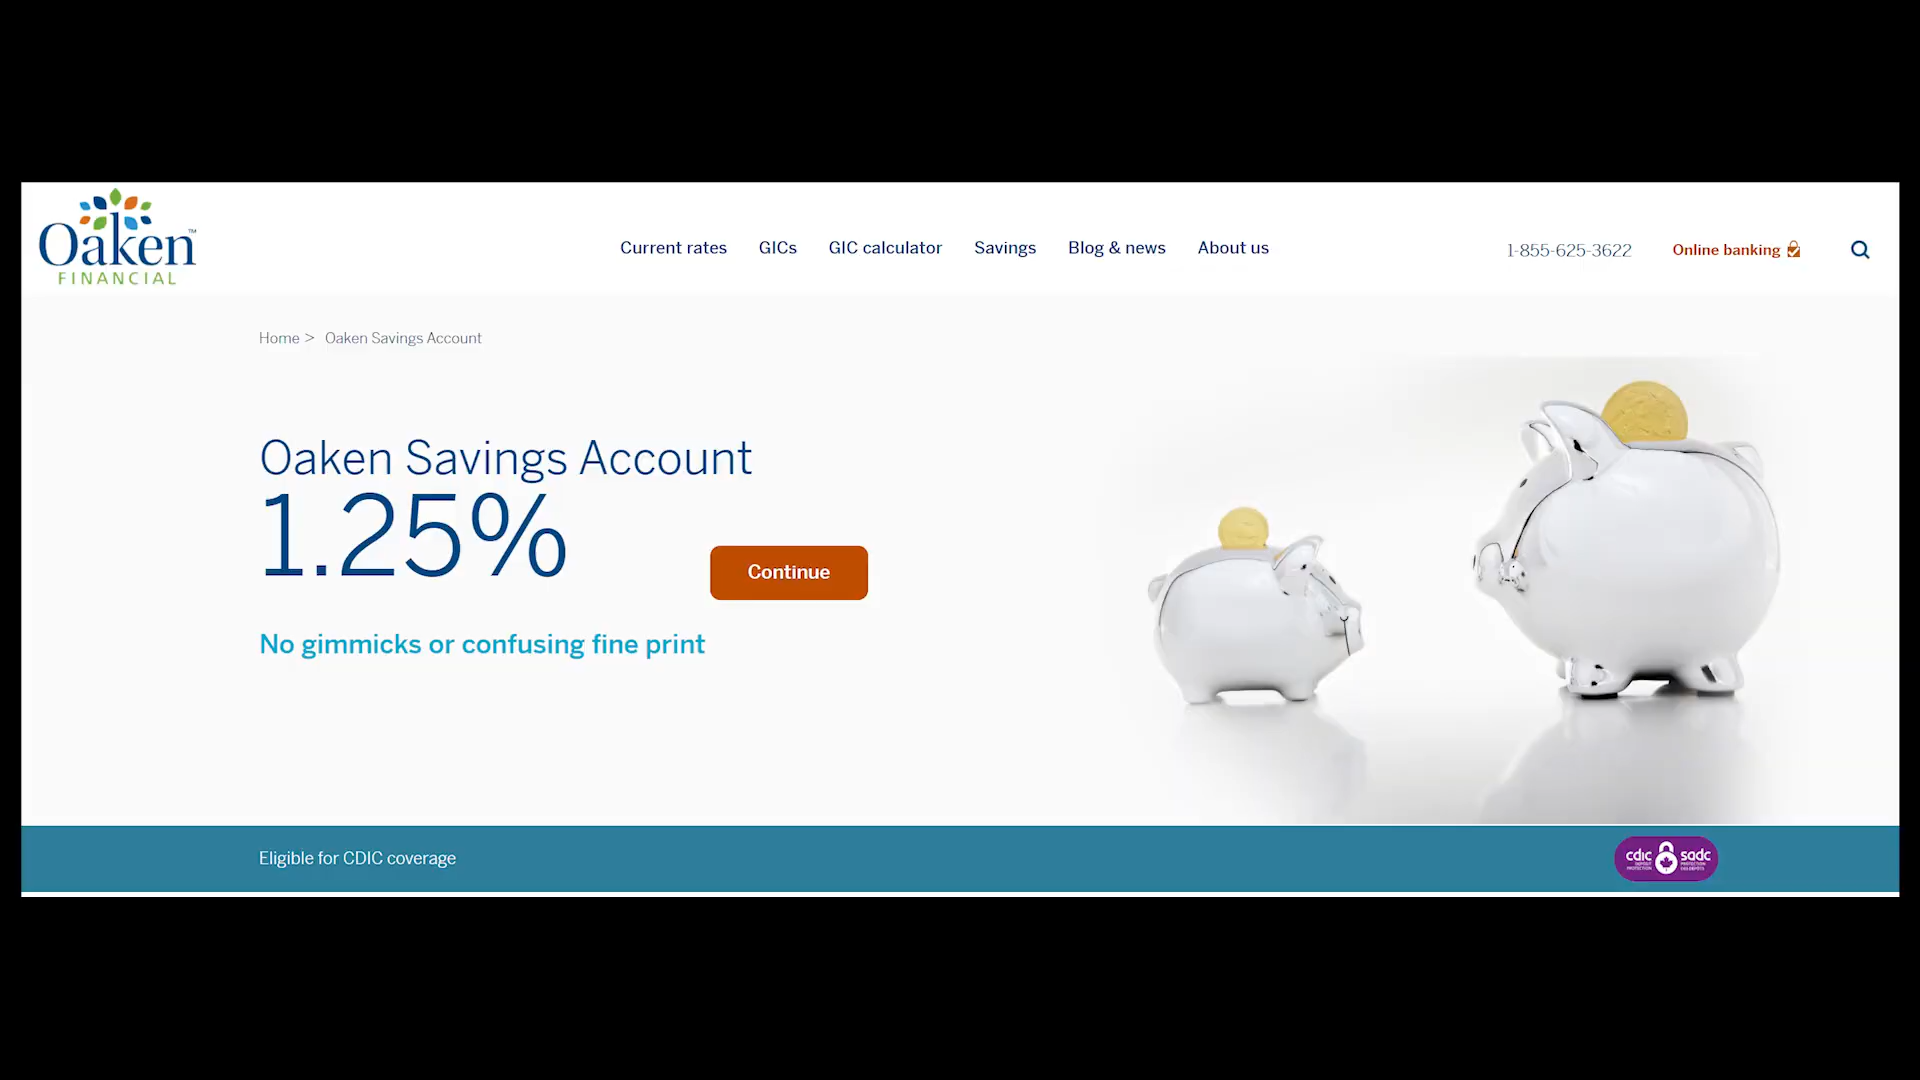 Oaken™
FINANCIAL
Current rates GICs GIC calculator Savings Blog & news About us 1-855-625-3622 Online banking
Home > Oaken Savings Account
Oaken Savings Account
1.25%
Continue
No gimmicks or confusing fine print
Eligible for CDIC coverage
cdic sadc